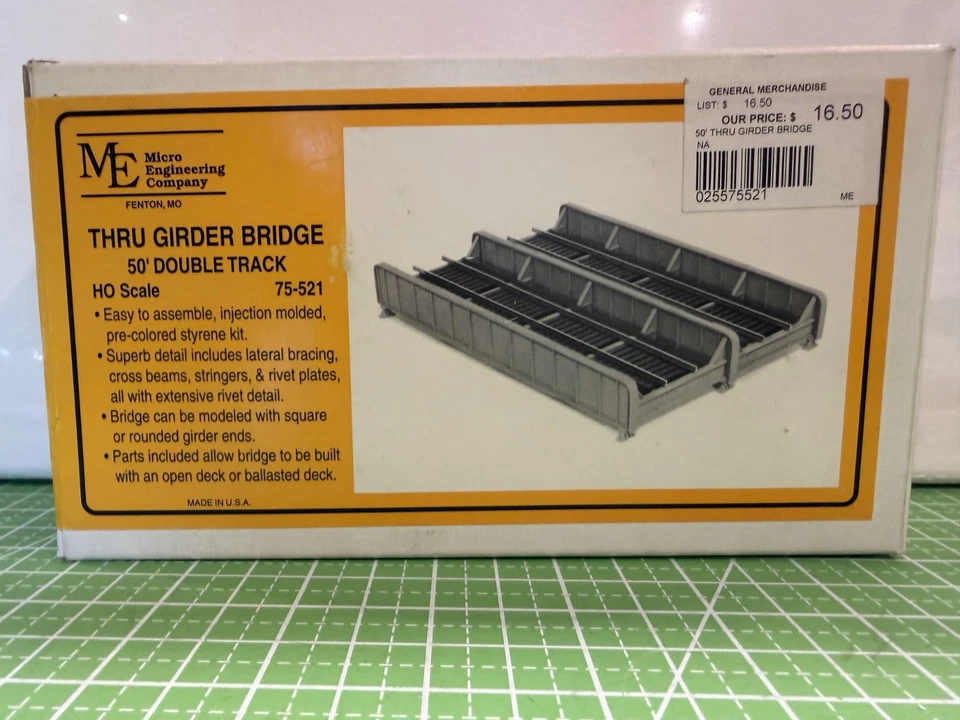 ME Micro
Engineering
Company
FENTON, MO
THRU GIRDER BRIDGE
50' DOUBLE TRACK
HO Scale 75-521
• Easy to assemble, injection molded,
pre-colored styrene kit.
• Superb detail includes lateral bracing,
cross beams, stringers, & rivet plates,
all with extensive rivet detail.
• Bridge can be modeled with square
or rounded girder ends.
• Parts included allow bridge to be built
with an open deck or ballasted deck.
MADE IN U.S.A.
GENERAL MERCHANDISE
LIST: $ 16.50
OUR PRICE: $ 16.50
50' THRU GIRDER BRIDGE
NA
025575521 ME